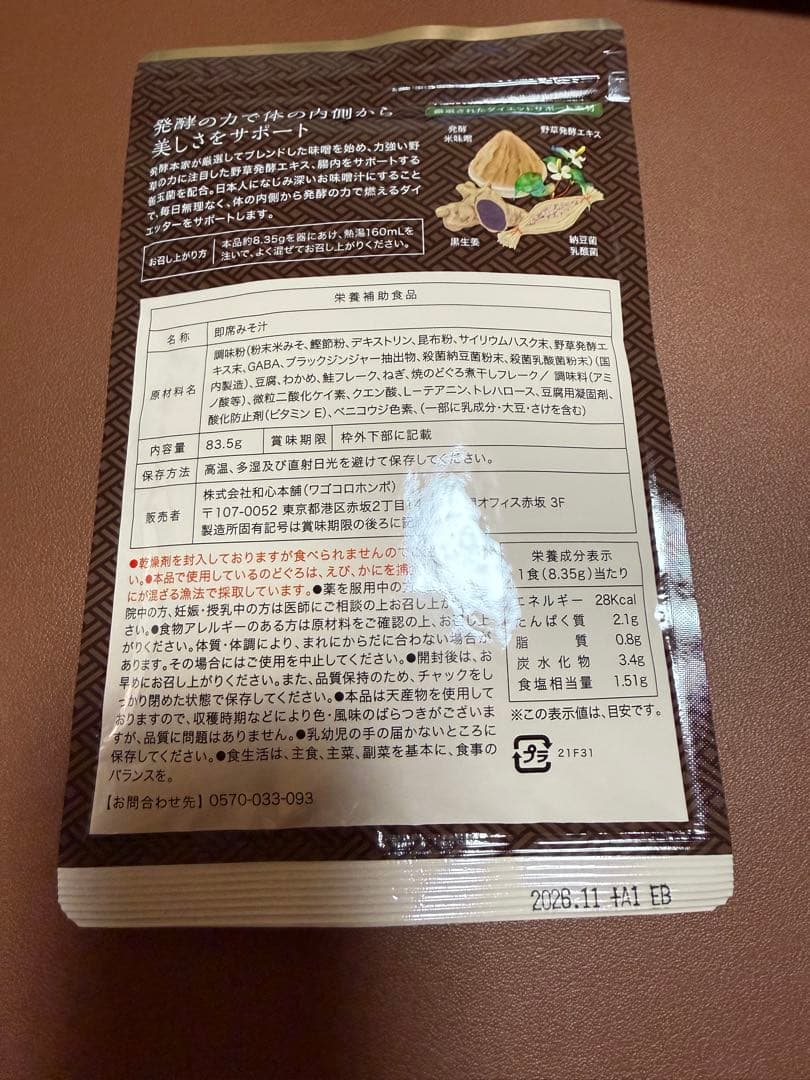 発酵の力で体の内側から
美しさをサポート
発酵本家が厳選してブレンドした味噌を始め、力強い野
草の力に注目した野草発酵エキス、腸内をサポートする
善玉菌を配合。日本人になじみ深いお味噌汁にすること
で、毎日無理なく、体の内側から発酵の力で燃えるダイ
エッターをサポートします。
お召し上がり方
本品約8.35gを器にあけ、熱湯160mLを
注いで、よく混ぜてお召し上がりください。
厳選されたダイエットサポート素材
発酵
米味噌
野草発酵エキス
黒生姜
納豆菌
乳酸菌
栄養補助食品
名称 即席みそ汁
原材料名
調味粉(粉末米みそ、鰹節粉、デキストリン、昆布粉、サイリウムハスク末、野草発酵エ
キス末、GABA、ブラックジンジャー抽出物、殺菌納豆菌粉末、殺菌乳酸菌粉末)(国
内製造)、豆腐、わかめ、鮭フレーク、ねぎ、焼のどぐろ煮干しフレーク/ 調味料(アミ
ノ酸等)、微粒二酸化ケイ素、クエン酸、L-テアニン、トレハロース、豆腐用凝固剤、
酸化防止剤(ビタミン E)、ベニコウジ色素、(一部に乳成分・大豆・さけを含む)
内容量 83.5g 賞味期限 枠外下部に記載
保存方法 高温、多湿及び直射日光を避けて保存してください。
販売者
株式会社和心本舗(ワゴコロホンポ)
〒107-0052 東京都港区赤坂2丁目 オフィス赤坂 3F
製造所固有記号は賞味期限の後ろに記
●乾燥剤を封入しておりますが食べられませんので
い。●本品で使用しているのどぐろは、えび、かにを
にが混ざる漁法で採取しています。●薬を服用中の
院中の方、妊娠・授乳中の方は医師にご相談の上お召し上が
さい。●食物アレルギーのある方は原材料をご確認の上、お召し上
がりください。体質・体調により、まれにからだに合わない場合が
あります。その場合にはご使用を中止してください。●開封後は、お
早めにお召し上がりください。また、品質保持のため、チャックをし
っかり閉めた状態で保存してください。●本品は天産物を使用して
おりますので、収穫時期などにより色・風味のばらつきがございま
すが、品質に問題はありません。●乳幼児の手の届かないところに
保存してください。●食生活は、主食、主菜、副菜を基本に、食事の
バランスを。
【お問合わせ先】 0570-033-093
栄養成分表示
1食(8.35g)当たり
エネルギー 28Kcal
たんぱく質 2.1g
脂質 0.8g
炭水化物 3.4g
食塩相当量 1.51g
※この表示値は、目安です。
プラ 21F31
2026.11 +A1 EB